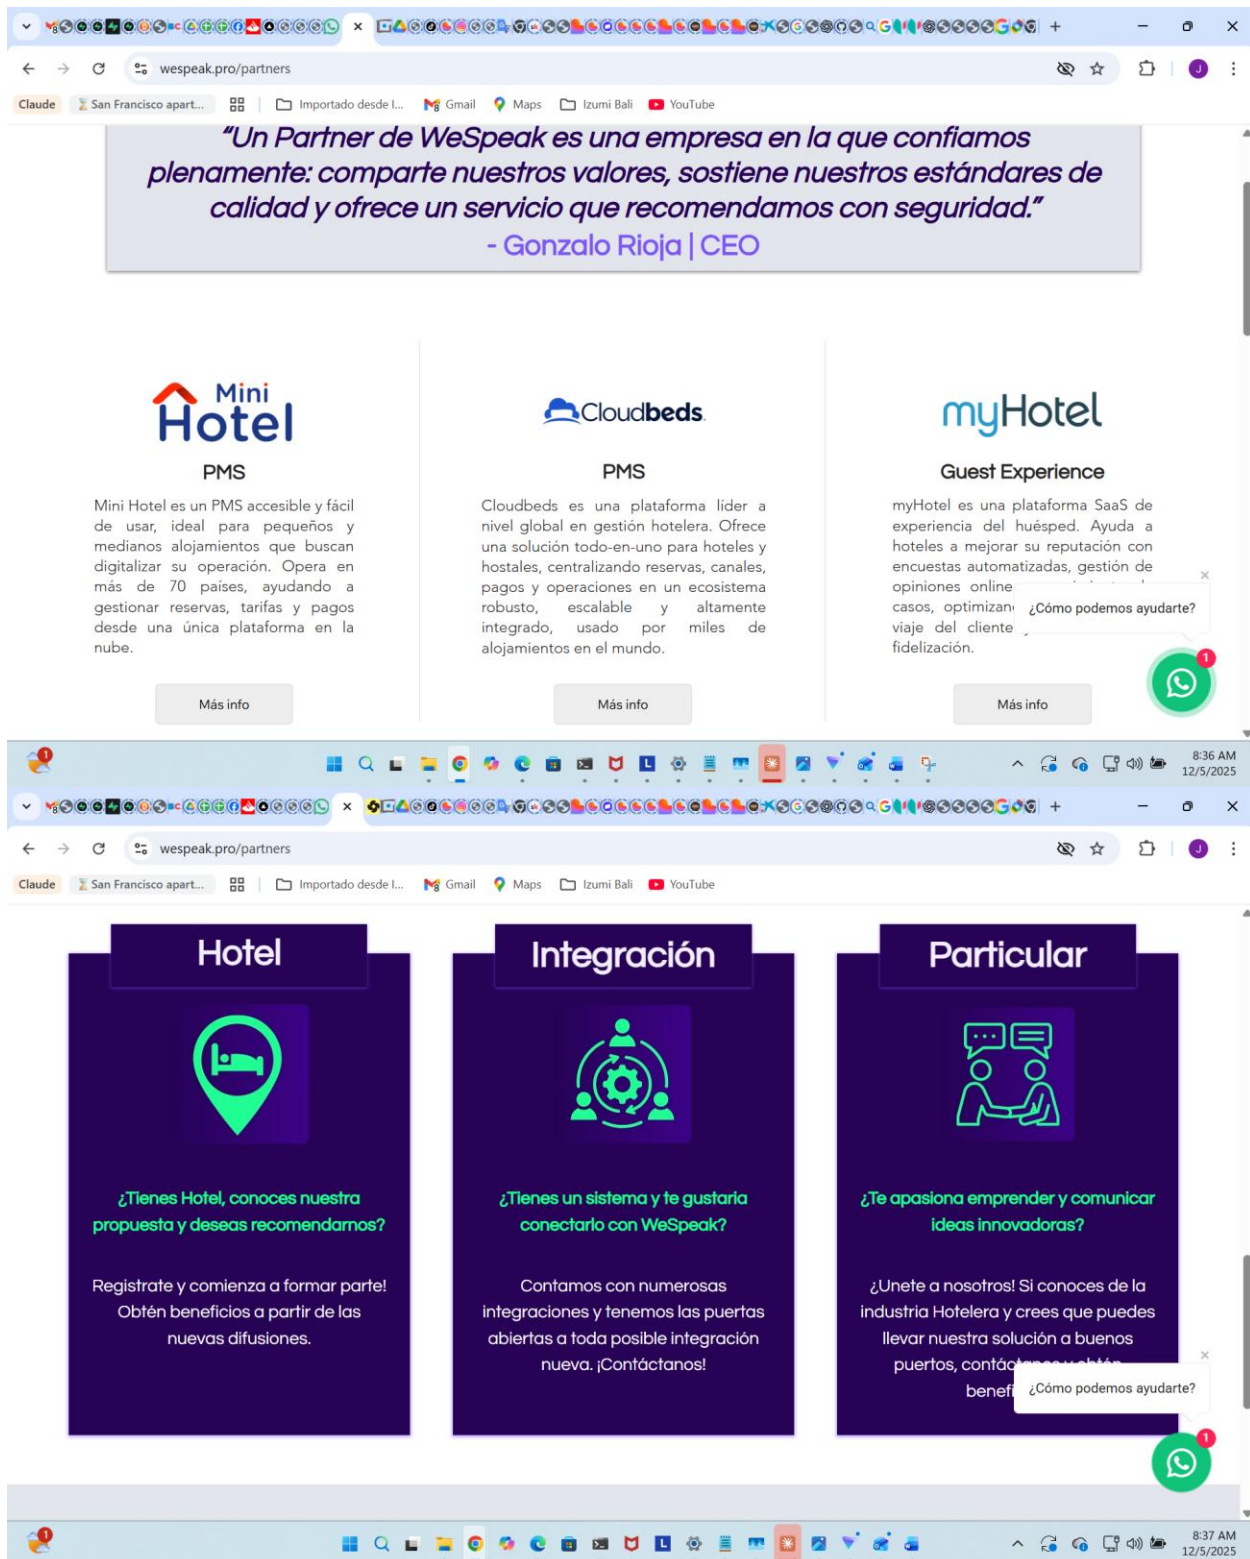 wespeak.pro/partners
Claude
San Francisco apart...
Importado desde I...
Gmail
Maps
Izumi Bali
YouTube
“Un Partner de WeSpeak es una empresa en la que confiamos
plenamente: comparte nuestros valores, sostiene nuestros estándares de
calidad y ofrece un servicio que recomendamos con seguridad.”
- Gonzalo Rioja | CEO
Mini
Hotel
PMS
Mini Hotel es un PMS accesible y fácil
de usar, ideal para pequeños y
medianos alojamientos que buscan
digitalizar su operación. Opera en
más de 70 países, ayudando a
gestionar reservas, tarifas y pagos
desde una única plataforma en la
nube.
Más info
Cloudbeds.
PMS
Cloudbeds es una plataforma líder a
nivel global en gestión hotelera. Ofrece
una solución todo-en-uno para hoteles y
hostales, centralizando reservas, canales,
pagos y operaciones en un ecosistema
robusto, escalable y altamente
integrado, usado por miles de
alojamientos en el mundo.
Más info
myHotel
Guest Experience
myHotel es una plataforma SaaS de
experiencia del huésped. Ayuda a
hoteles a mejorar su reputación con
encuestas automatizadas, gestión de
opiniones online
casos,
viaje del cliente
fidelización.
Más info
¿Cómo podemos ayudarte?
1
1
8:36 AM
12/5/2025
wespeak.pro/partners
Claude
San Francisco apart...
Importado desde I...
Gmail
Maps
Izumi Bali
YouTube
Hotel
¿Tienes Hotel, conoces nuestra
propuesta y deseas recomendarnos?
Registrate y comienza a formar parte!
Obtén beneficios a partir de las
nuevas difusiones.
Integración
¿Tienes un sistema y te gustaria
conectarlo con WeSpeak?
Contamos con numerosas
integraciones y tenemos las puertas
abiertas a toda posible integración
nueva. ¡Contáctanos!
Particular
¿Te apasiona emprender y comunicar
ideas innovadoras?
¿Unete a nosotros! Si conoces de la
industria Hotelera y crees que puedes
llevar nuestra solución a buenos
puertos,
¿Cómo podemos ayudarte?
1
1
8:37 AM
12/5/2025